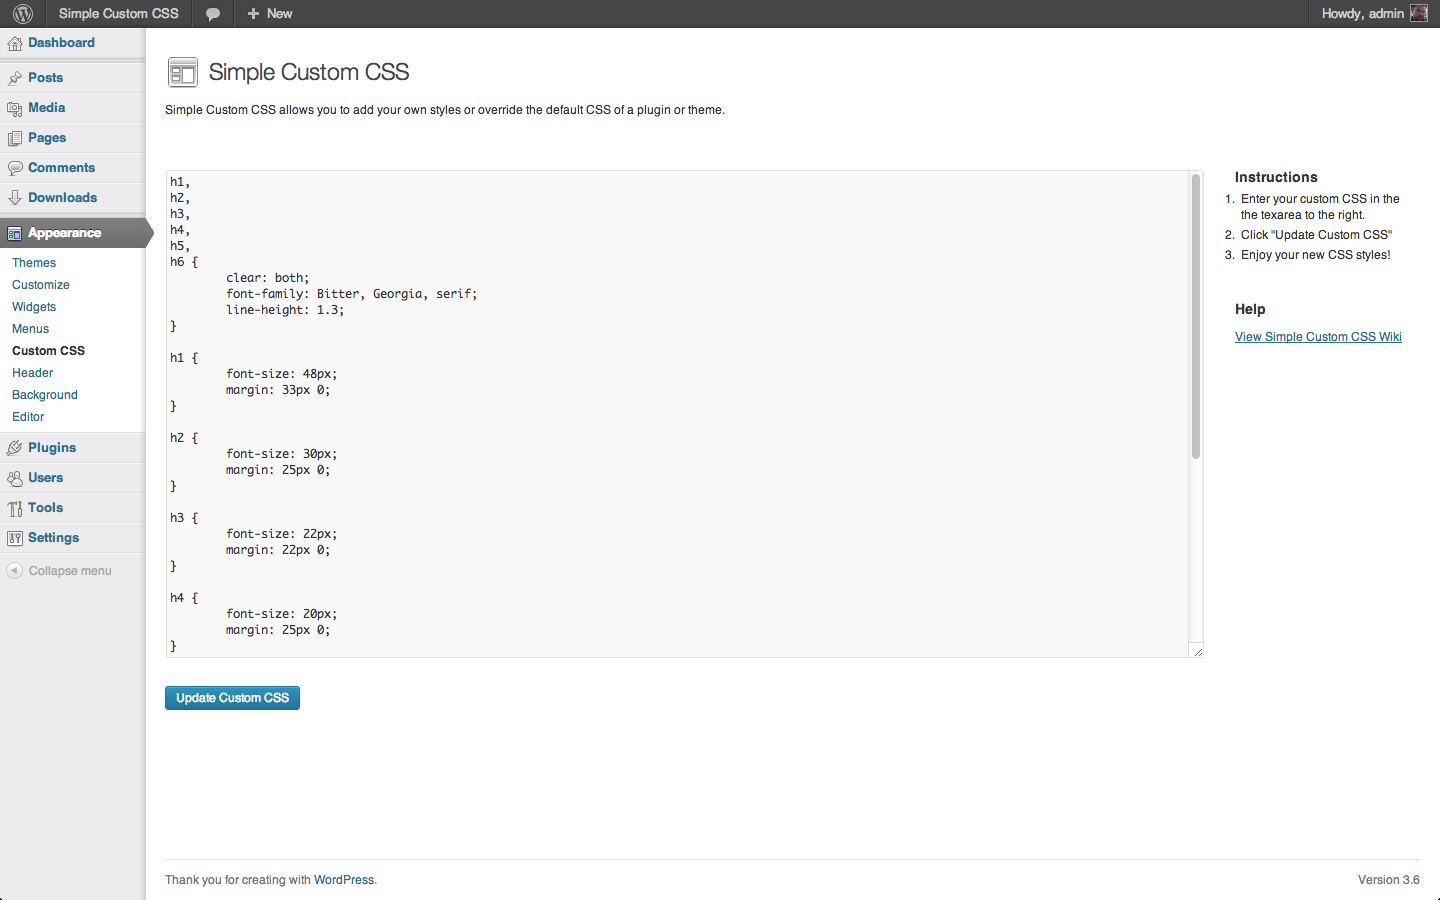 Simple Custom CSS
New
Howdy, admin
Dashboard
Posts
Media
Pages
Comments
Downloads
Appearance
Themes
Customize
Widgets
Menus
Custom CSS
Header
Background
Editor
Plugins
Users
Tools
Settings
Collapse menu
Simple Custom CSS
Simple Custom CSS allows you to add your own styles or override the default CSS of a plugin or theme.
h1,
h2,
h3,
h4,
h5,
h6 {
clear: both;
font-family: Bitter, Georgia, serif;
line-height: 1.3;
}
h1 {
font-size: 48px;
margin: 33px 0;
}
h2 {
font-size: 30px;
margin: 25px 0;
}
h3 {
font-size: 22px;
margin: 22px 0;
}
h4 {
font-size: 20px;
margin: 25px 0;
}
Update Custom CSS
Instructions
1. Enter your custom CSS in the
the texarea to the right.
2. Click "Update Custom CSS"
3. Enjoy your new CSS styles!
Help
View Simple Custom CSS Wiki
Thank you for creating with WordPress.
Version 3.6